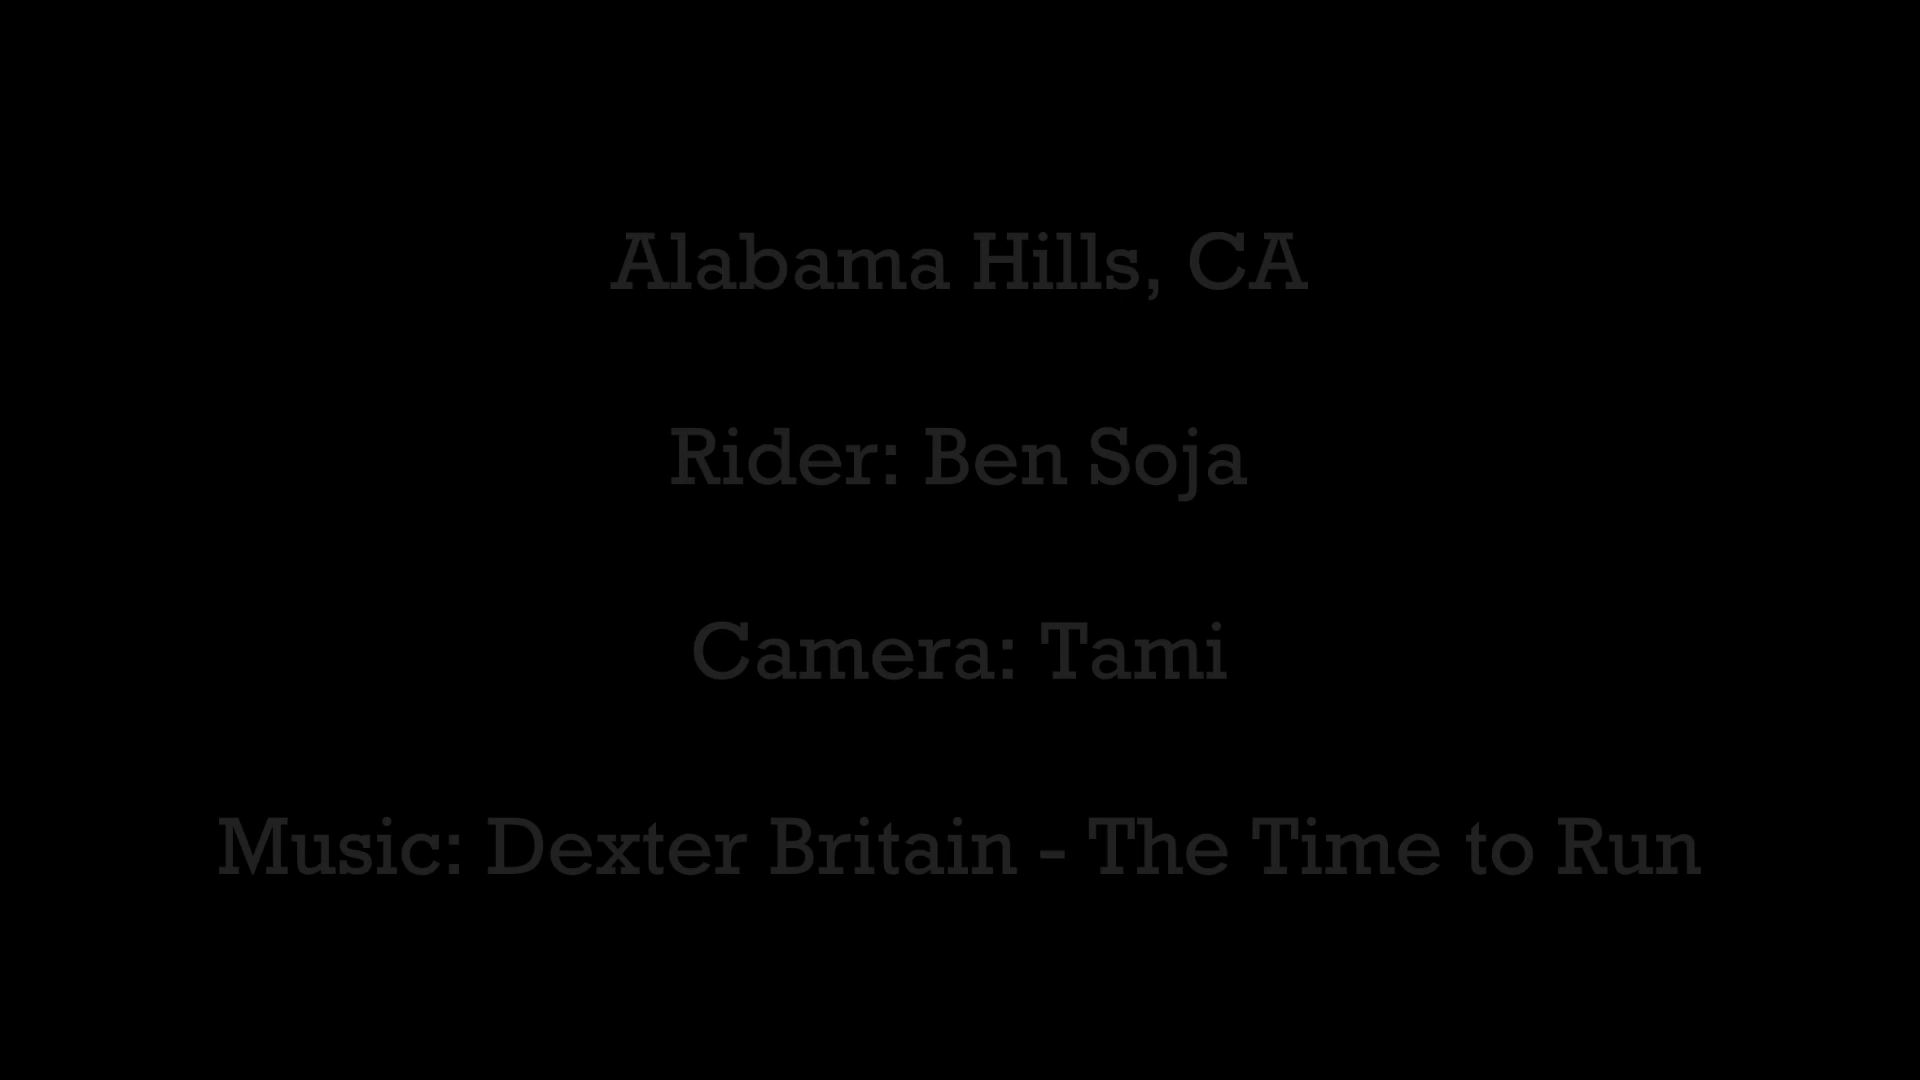 Alabama Hills, CA
Rider: Ben Soja
Camera: Tami
Music: Dexter Britain - The Time to Run